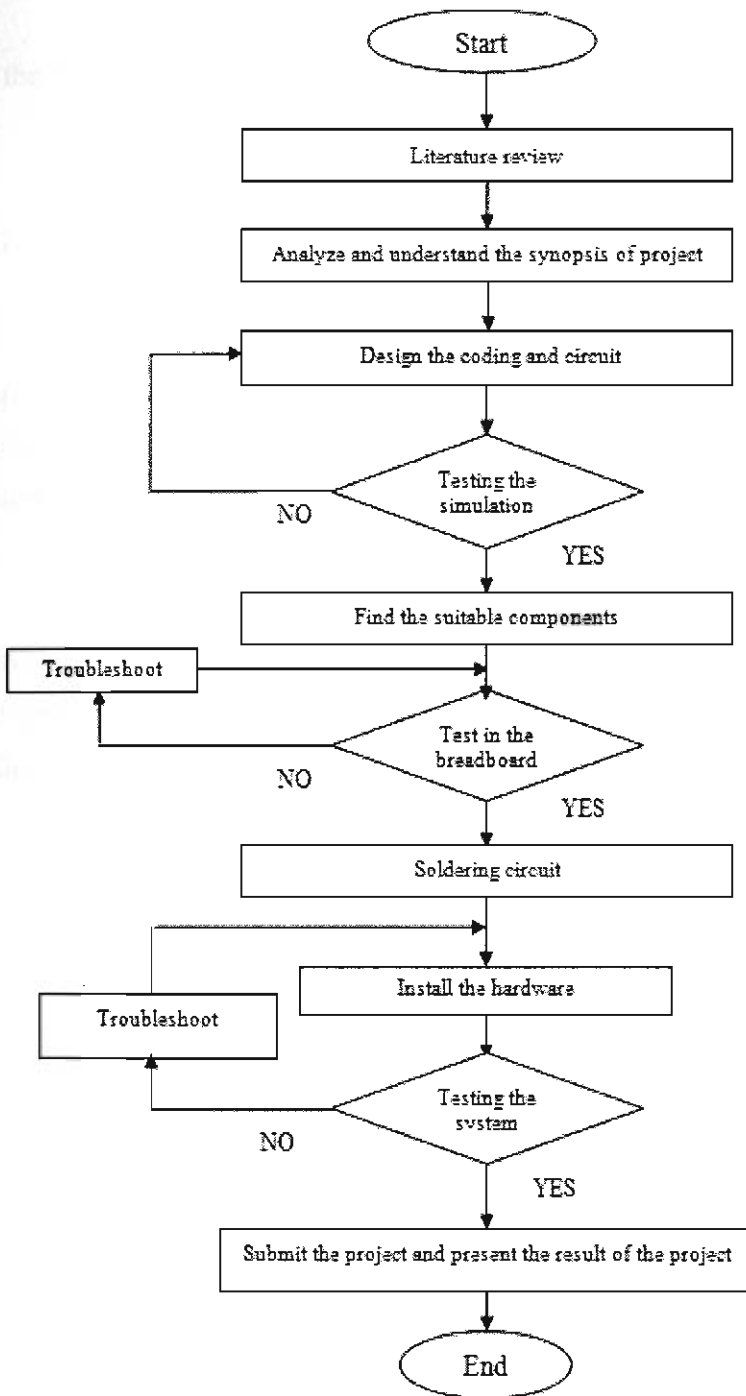 Start
Literature review
Analyze and understand the synopsis of project
Design the coding and circuit
Testing the
simulation
NO
YES
Find the suitable components
Troubleshoot
Test in the
breadboard
NO
YES
Soldering circuit
Install the hardware
Troubleshoot
Testing the
system
NO
YES
Submit the project and present the result of the project
End